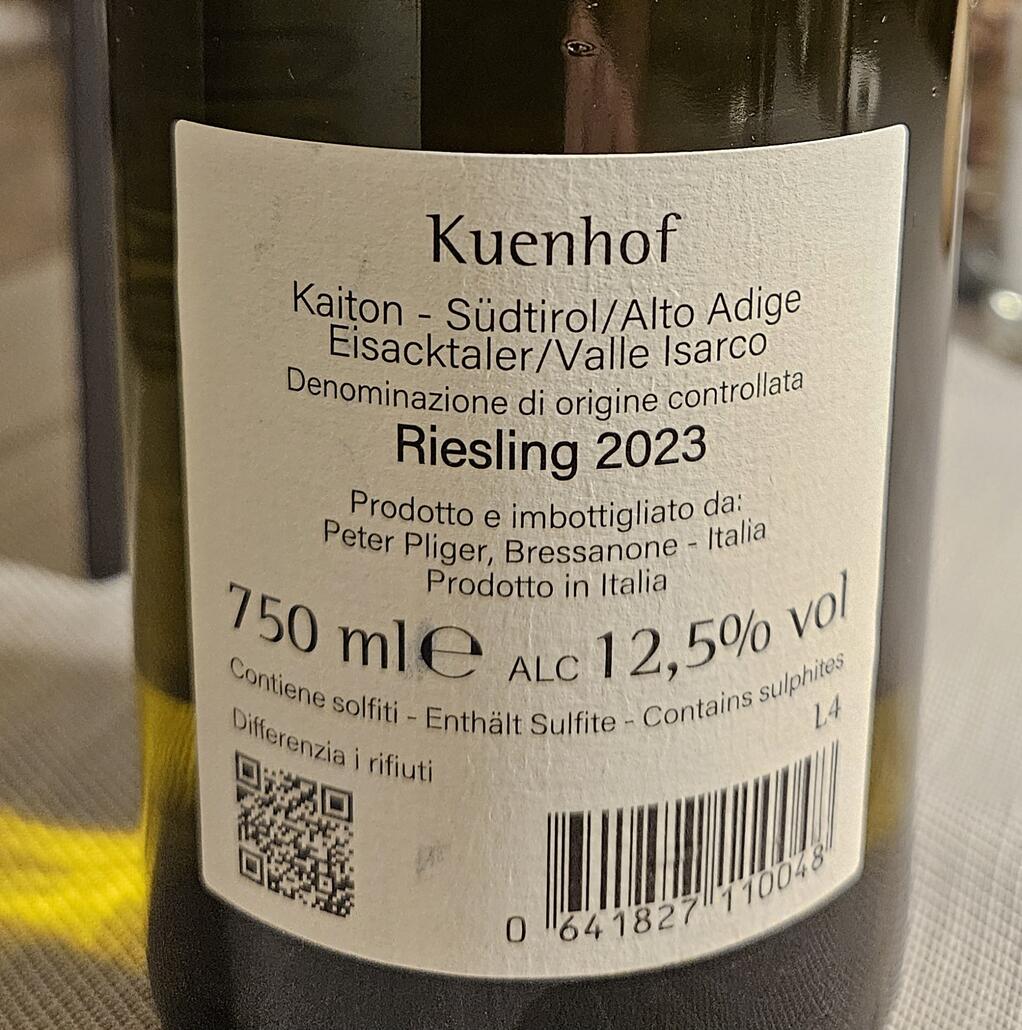 Kuenhof
Kaiton - Südtirol/Alto Adige
Eisacktaler/Valle Isarco
Denominazione di origine controllata
Riesling 2023
Prodotto e imbottigliato da:
Peter Pliger, Bressanone - Italia
Prodotto in Italia
750 ml ℮ ALC 12,5% vol
Contiene solfiti - Enthält Sulfite - Contains sulphites
L4
Differenzia i rifiuti
0 641827 110048